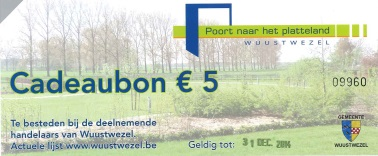 Poort naar het platteland
WUUSTWEZEL
Cadeaubon € 5
09960
Te besteden bij de deelnemende
handelaars van Wuustwezel.
Actuele lijst www.wuustwezel.be
Geldig tot: 31 DEC. 2014
GEMEENTE
WUUSTWEZEL